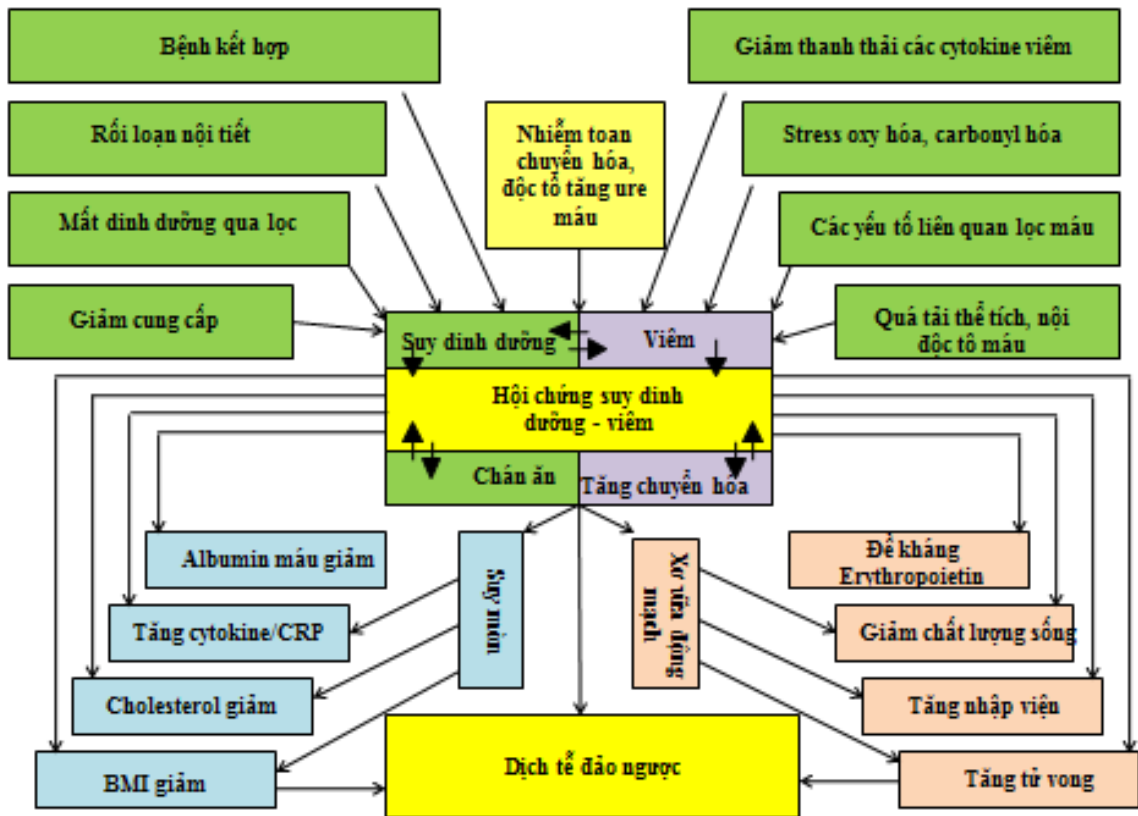 Bệnh kết hợp
Giảm thanh thải các cytokine viêm
Rối loạn nội tiết
Nhiễm toan
chuyển hóa,
độc tố tăng ure
máu
Stress oxy hóa, carbonyl hóa
Mất dinh dưỡng qua lọc
Các yếu tố liên quan lọc máu
Giảm cung cấp
Quá tải thể tích, nội
độc tô máu
Suy dinh dưỡng
Viêm
Hội chứng suy dinh
dưỡng - viêm
Chán ăn
Tăng chuyển hóa
Albumin máu giảm
Suy mòn
Xơ vữa động
mạch
Đề kháng
Erythropoietin
Tăng cytokine/CRP
Giảm chất lượng sống
Cholesterol giảm
Tăng nhập viện
BMI giảm
Dịch tễ đảo ngược
Tăng tử vong